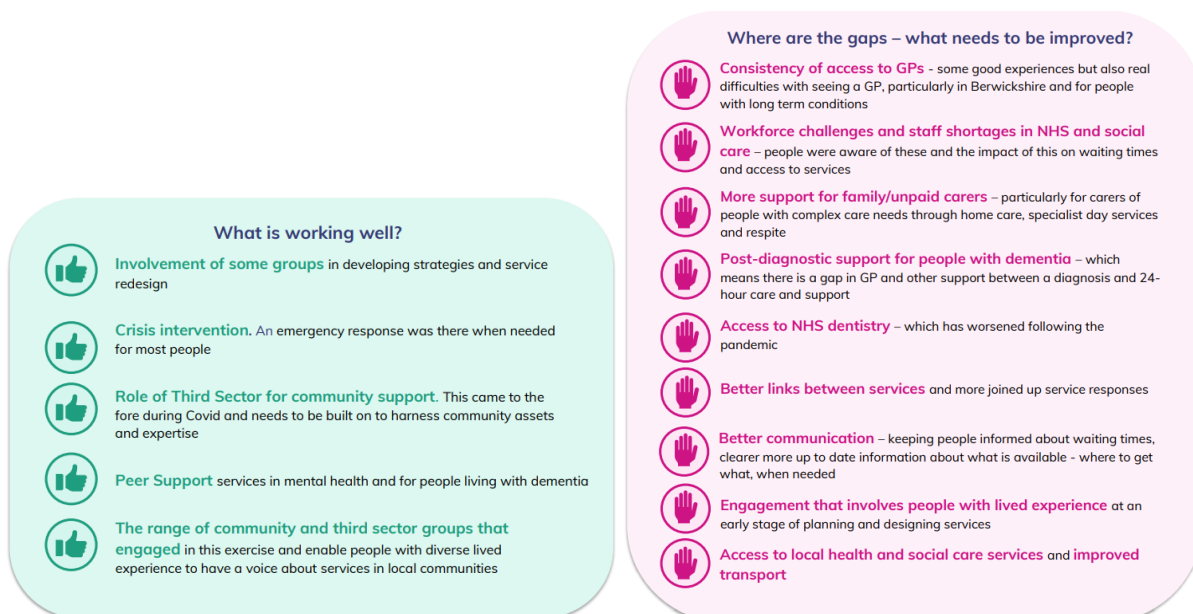 What is working well?
Involvement of some groups in developing strategies and service
redesign
Crisis intervention. An emergency response was there when needed
for most people
Role of Third Sector for community support. This came to the
fore during Covid and needs to be built on to harness community assets
and expertise
Peer Support services in mental health and for people living with dementia
The range of community and third sector groups that
engaged in this exercise and enable people with diverse lived
experience to have a voice about services in local communities
Where are the gaps – what needs to be improved?
Consistency of access to GPs - some good experiences but also real
difficulties with seeing a GP, particularly in Berwickshire and for people
with long term conditions
Workforce challenges and staff shortages in NHS and social
care – people were aware of these and the impact of this on waiting times
and access to services
More support for family/unpaid carers – particularly for carers of
people with complex care needs through home care, specialist day services
and respite
Post-diagnostic support for people with dementia – which
means there is a gap in GP and other support between a diagnosis and 24-
hour care and support
Access to NHS dentistry – which has worsened following the
pandemic
Better links between services and more joined up service responses
Better communication – keeping people informed about waiting times,
clearer more up to date information about what is available - where to get
what, when needed
Engagement that involves people with lived experience at an
early stage of planning and designing services
Access to local health and social care services and improved
transport